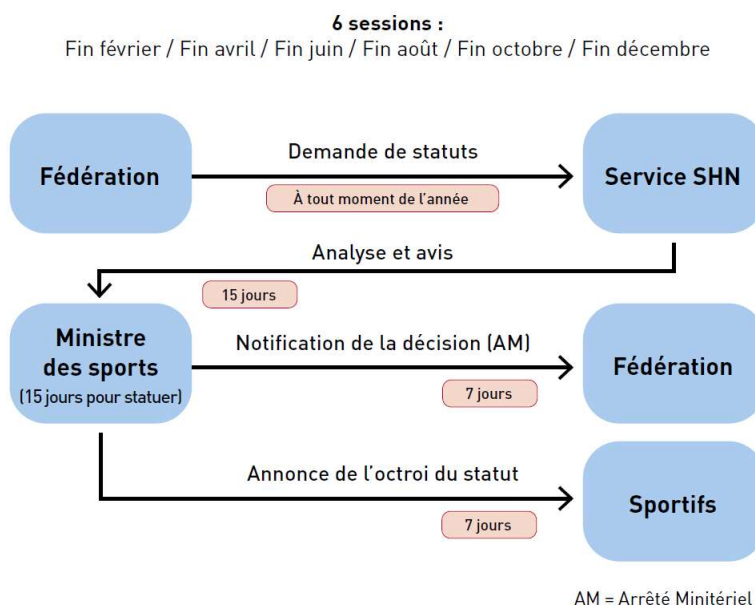 6 sessions :
Fin février / Fin avril / Fin juin / Fin août / Fin octobre / Fin décembre
Fédération
Demande de statuts
À tout moment de l'année
Service SHN
Analyse et avis
15 jours
Ministre
des sports
(15 jours pour statuer)
Notification de la décision (AM)
7 jours
Fédération
Annonce de l'octroi du statut
7 jours
Sportifs
AM = Arrêté Minitériel